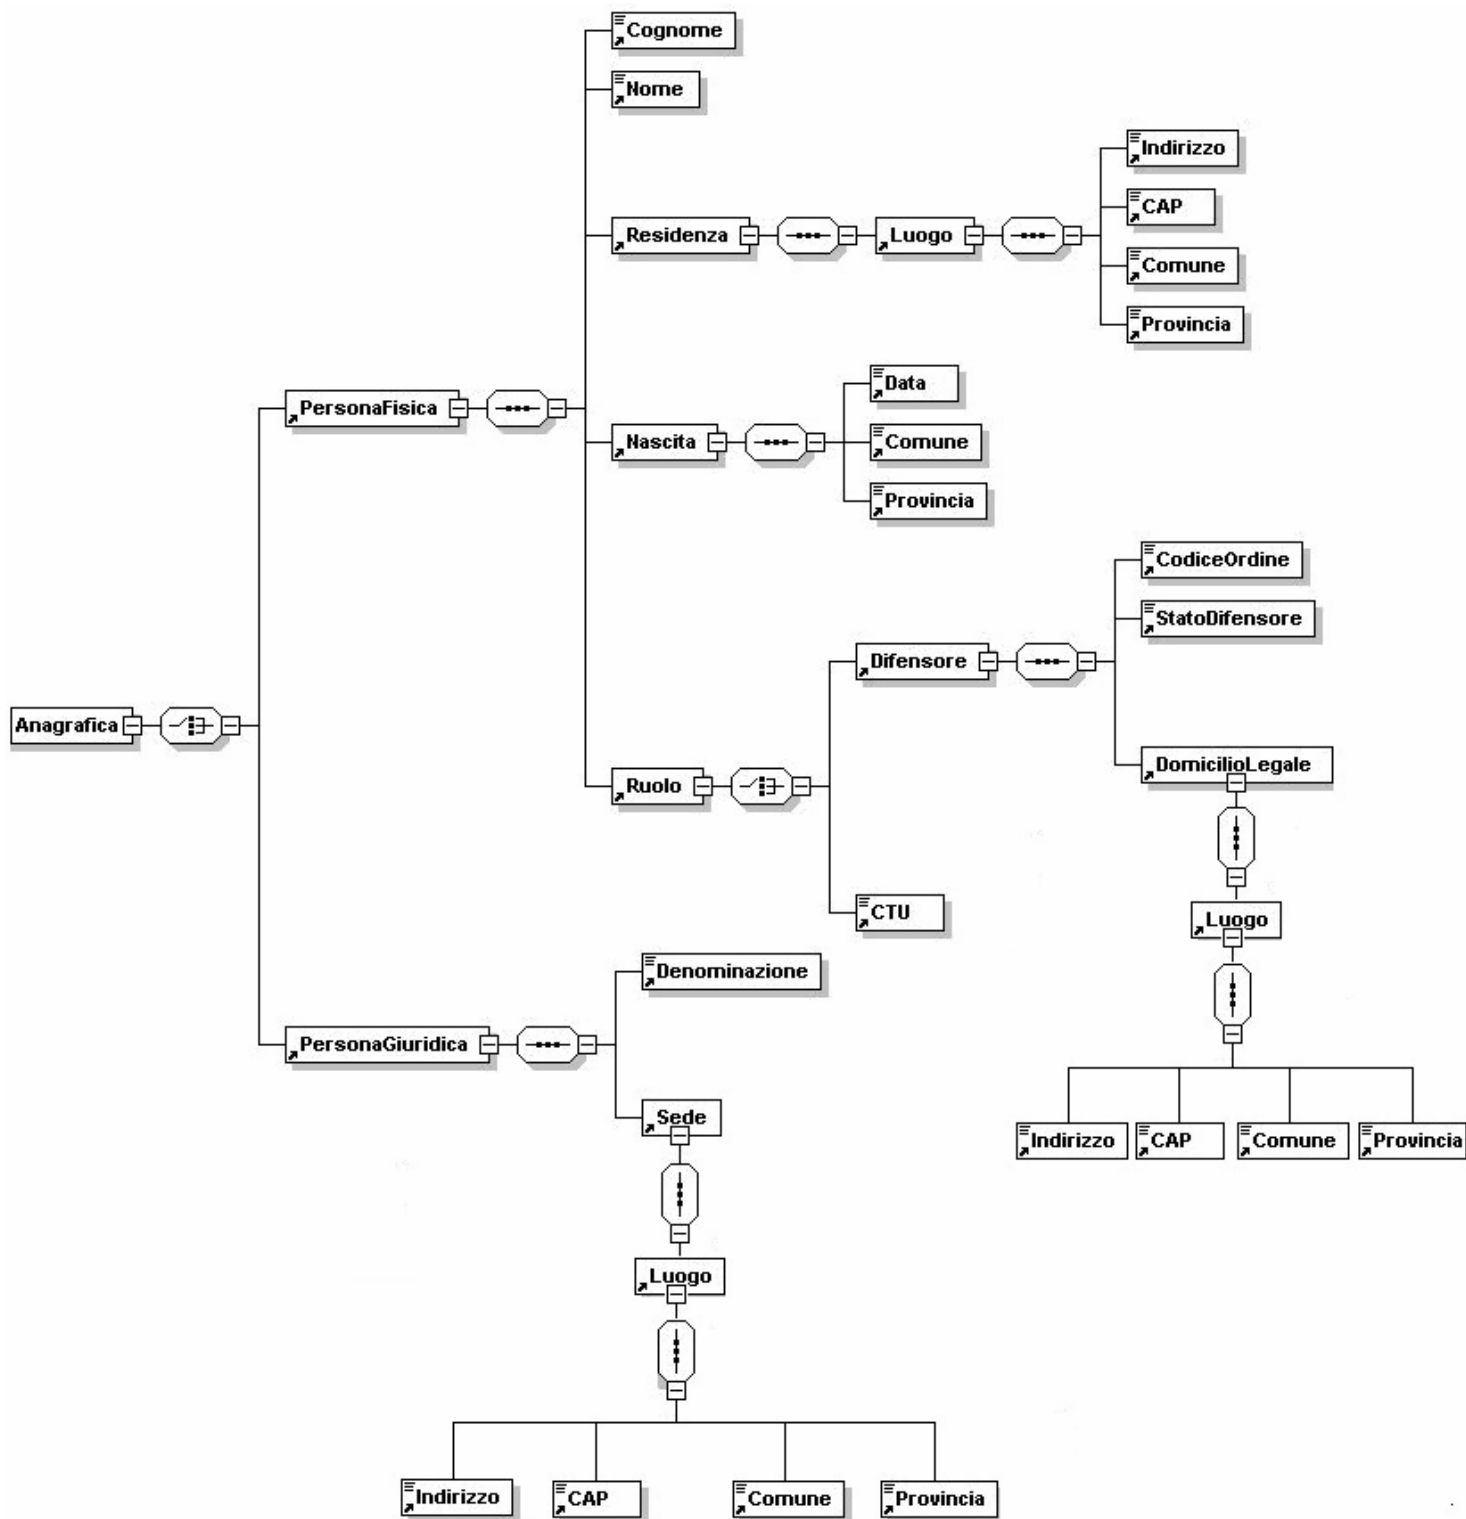 Cognome
Nome
Indirizzo
CAP
Residenza Luogo
Comune
Provincia
Data
PersonaFisica
Nascita Comune
Provincia
CodiceOrdine
StatoDifensore
Difensore
Anagrafica
DomicilioLegale
Ruolo
CTU
Luogo
Denominazione
PersonaGiuridica
Sede
Indirizzo CAP Comune Provincia
Luogo
Indirizzo CAP Comune Provincia